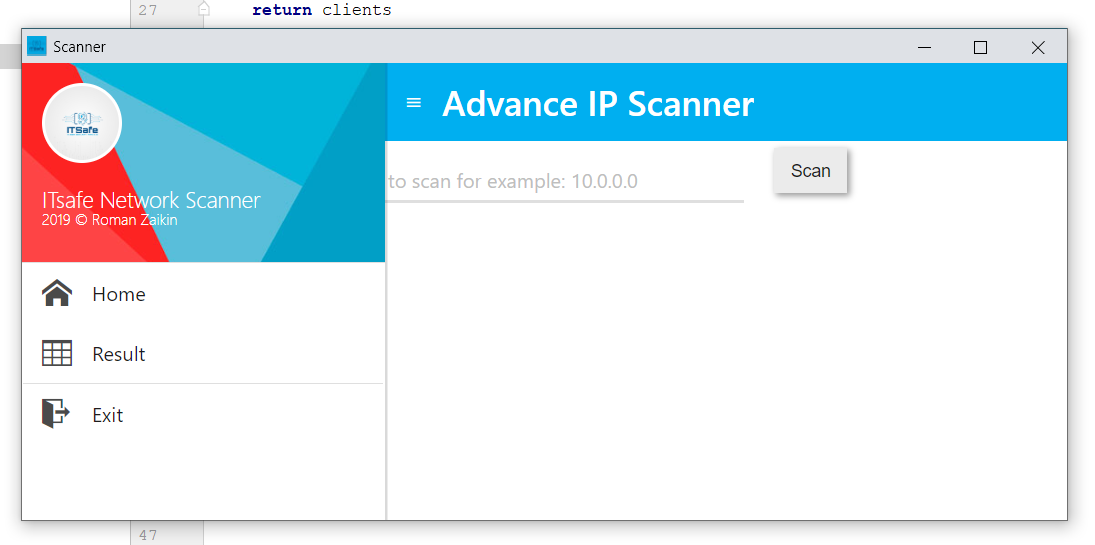 27 return clients
Scanner
Advance IP Scanner
ITSafe
to scan for example: 10.0.0.0
Scan
ITsafe Network Scanner
2019 © Roman Zaikin
Home
Result
Exit
47